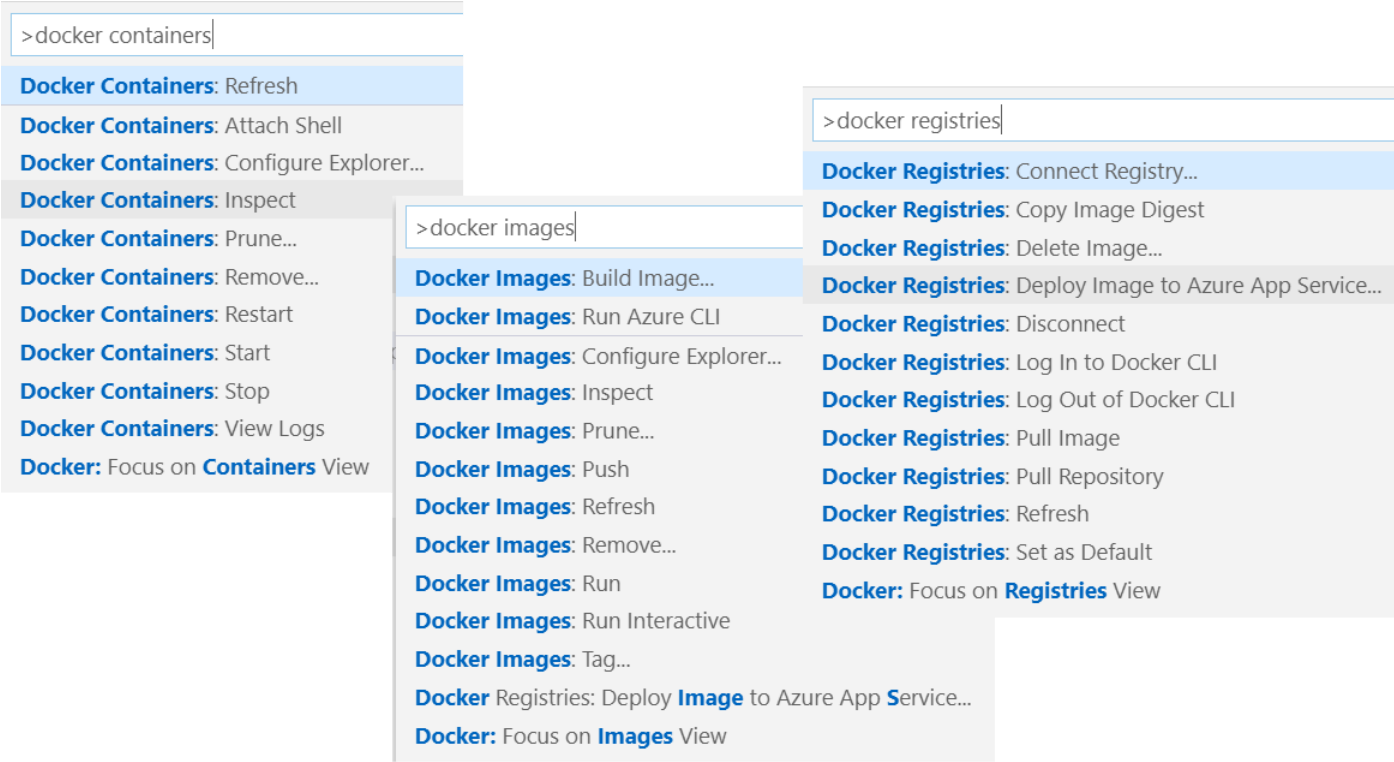 >docker containers
Docker Containers: Refresh
Docker Containers: Attach Shell
Docker Containers: Configure Explorer...
Docker Containers: Inspect
Docker Containers: Prune...
Docker Containers: Remove...
Docker Containers: Restart
Docker Containers: Start
Docker Containers: Stop
Docker Containers: View Logs
Docker: Focus on Containers View
>docker images
Docker Images: Build Image...
Docker Images: Run Azure CLI
Docker Images: Configure Explorer...
Docker Images: Inspect
Docker Images: Prune...
Docker Images: Push
Docker Images: Refresh
Docker Images: Remove...
Docker Images: Run
Docker Images: Run Interactive
Docker Images: Tag...
Docker Registries: Deploy Image to Azure App Service...
Docker: Focus on Images View
>docker registries
Docker Registries: Connect Registry...
Docker Registries: Copy Image Digest
Docker Registries: Delete Image...
Docker Registries: Deploy Image to Azure App Service...
Docker Registries: Disconnect
Docker Registries: Log In to Docker CLI
Docker Registries: Log Out of Docker CLI
Docker Registries: Pull Image
Docker Registries: Pull Repository
Docker Registries: Refresh
Docker Registries: Set as Default
Docker: Focus on Registries View